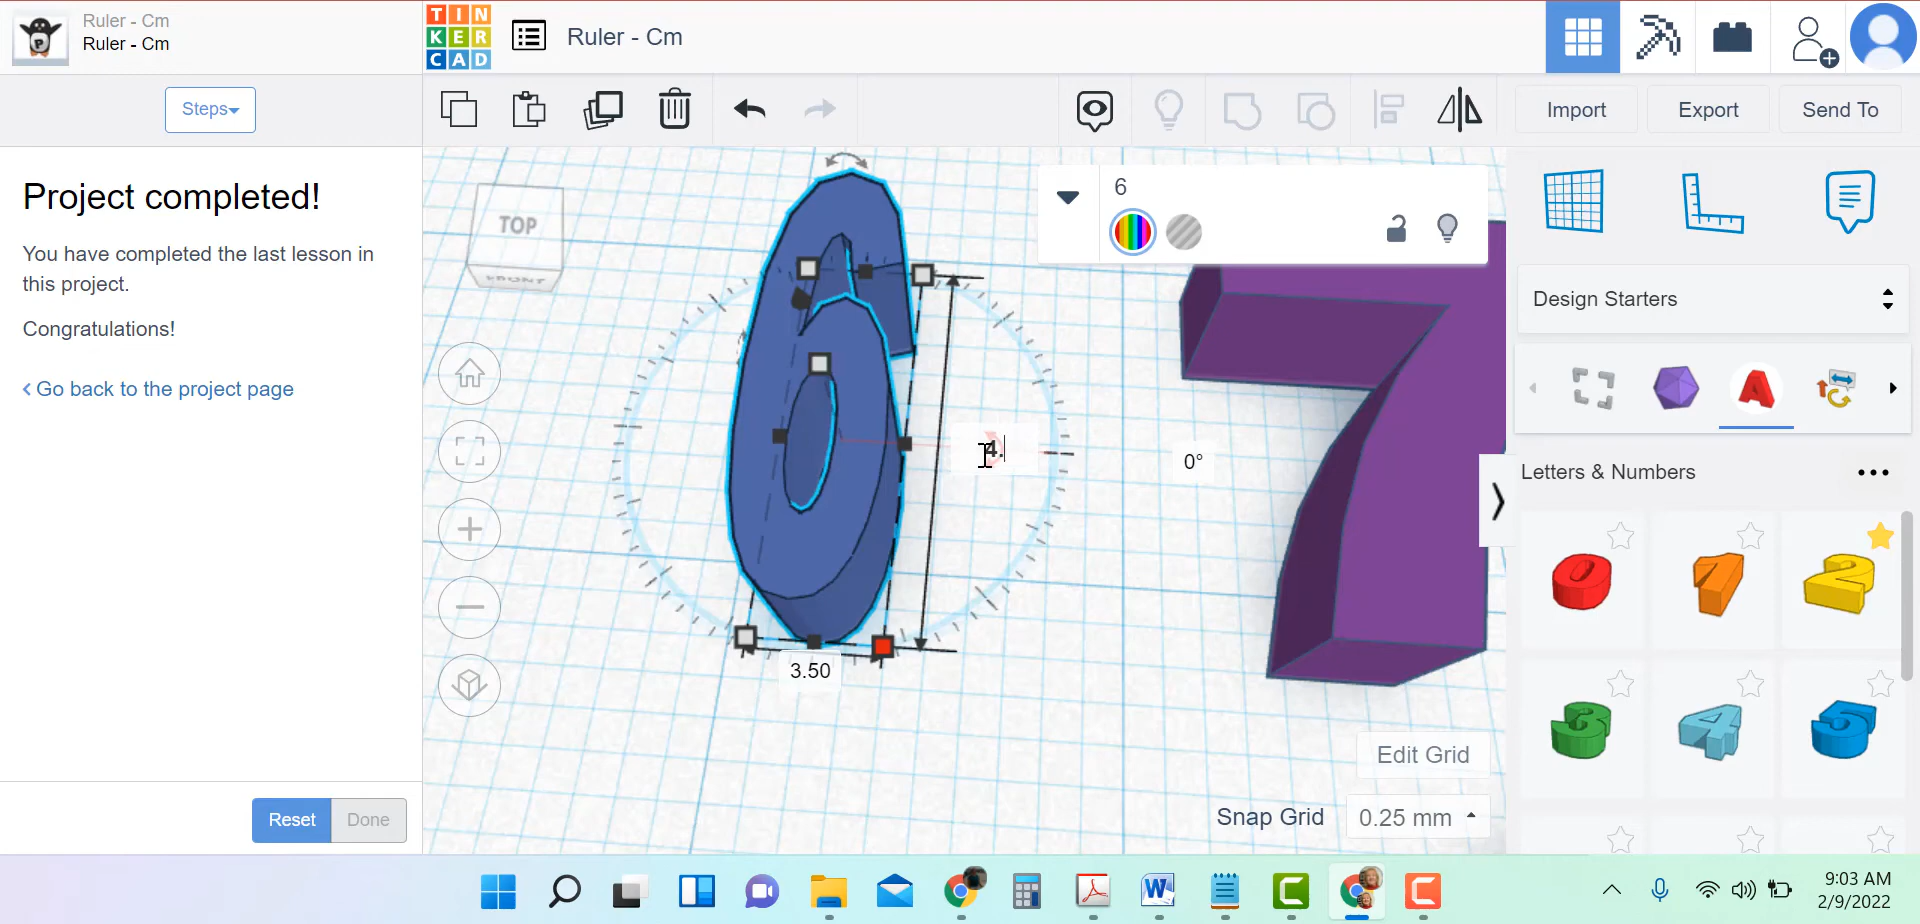 Ruler - Cm
Ruler - Cm
TIN
KER
CAD
Ruler - Cm
Steps
Import
Export
Send To
Project completed!
You have completed the last lesson in
this project.
Congratulations!
Go back to the project page
Reset
Done
TOP
FRONT
6
4.
0°
3.50
Edit Grid
Snap Grid
0.25 mm
Design Starters
Letters & Numbers
9:03 AM
2/9/2022